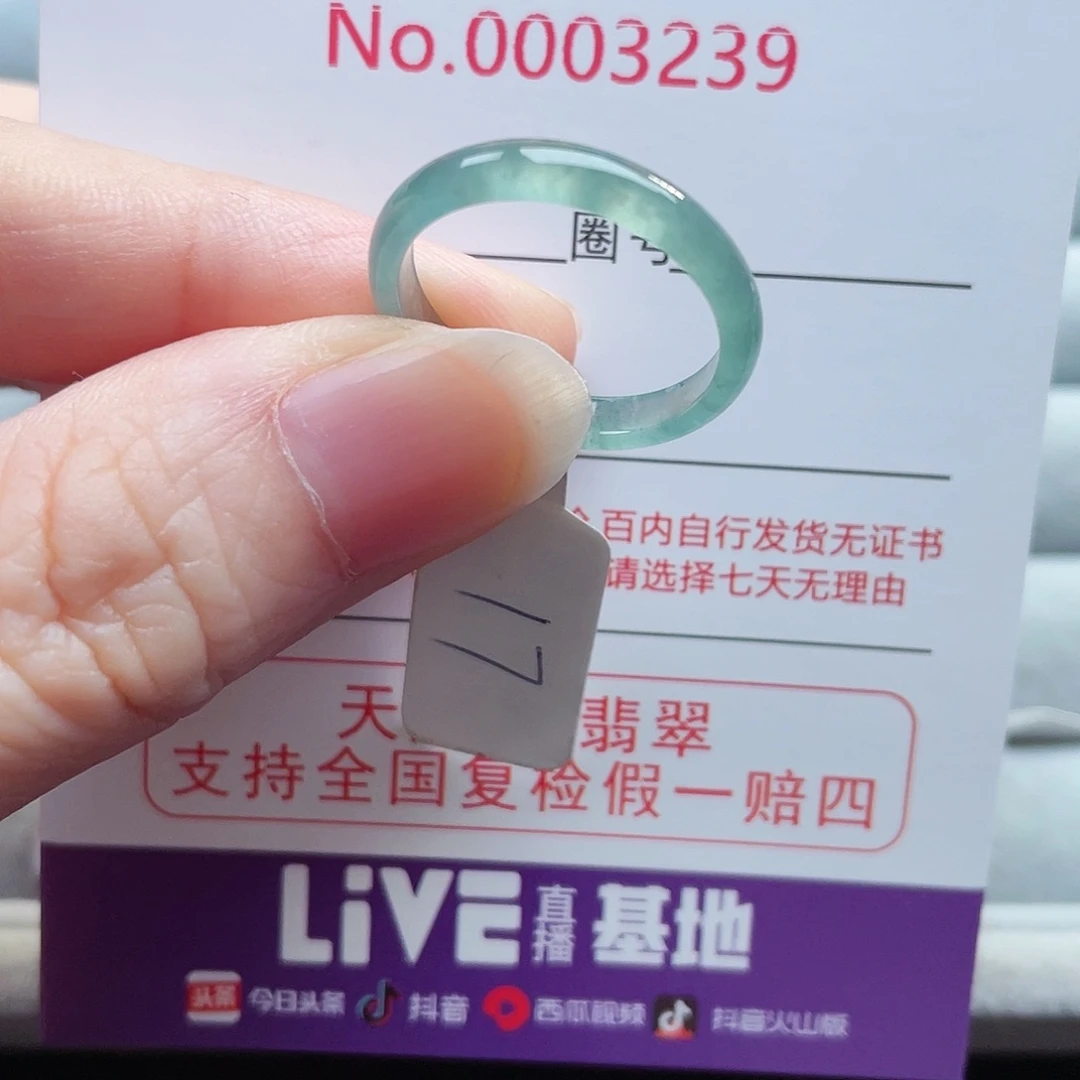 No.0003239
圈号
百内自行发货无证书
请选择七天无理由
17
天 翡翠
支持全国复检假一赔四
LiVE直播基地
头条 今日头条 抖音 西瓜视频 抖音火山版